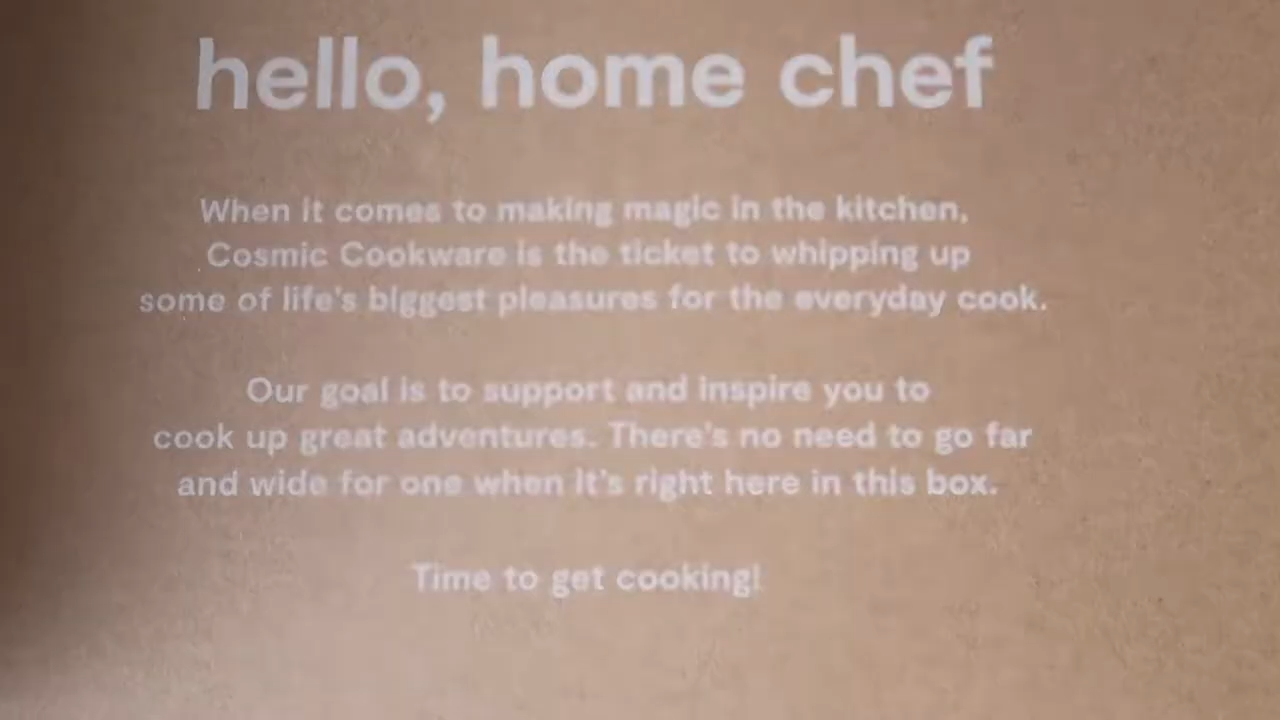 hello, home chef
When it comes to making magic in the kitchen,
Cosmic Cookware is the ticket to whipping up
some of life's biggest pleasures for the everyday cook.
Our goal is to support and inspire you to
cook up great adventures. There's no need to go far
and wide for one when it's right here in this box.
Time to get cooking!